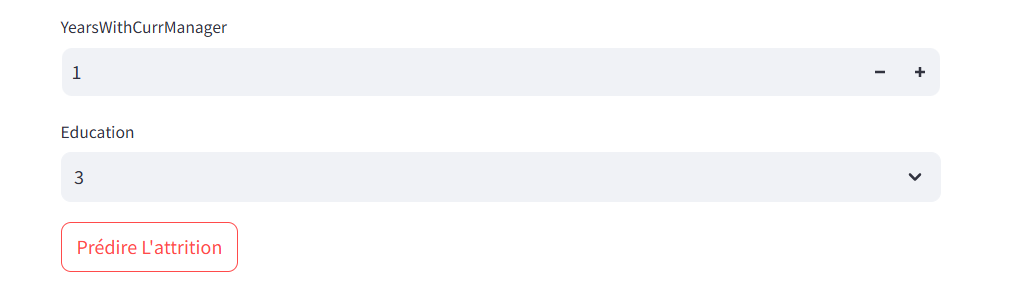 YearsWithCurrManager
1
Education
3
Prédire L'attrition